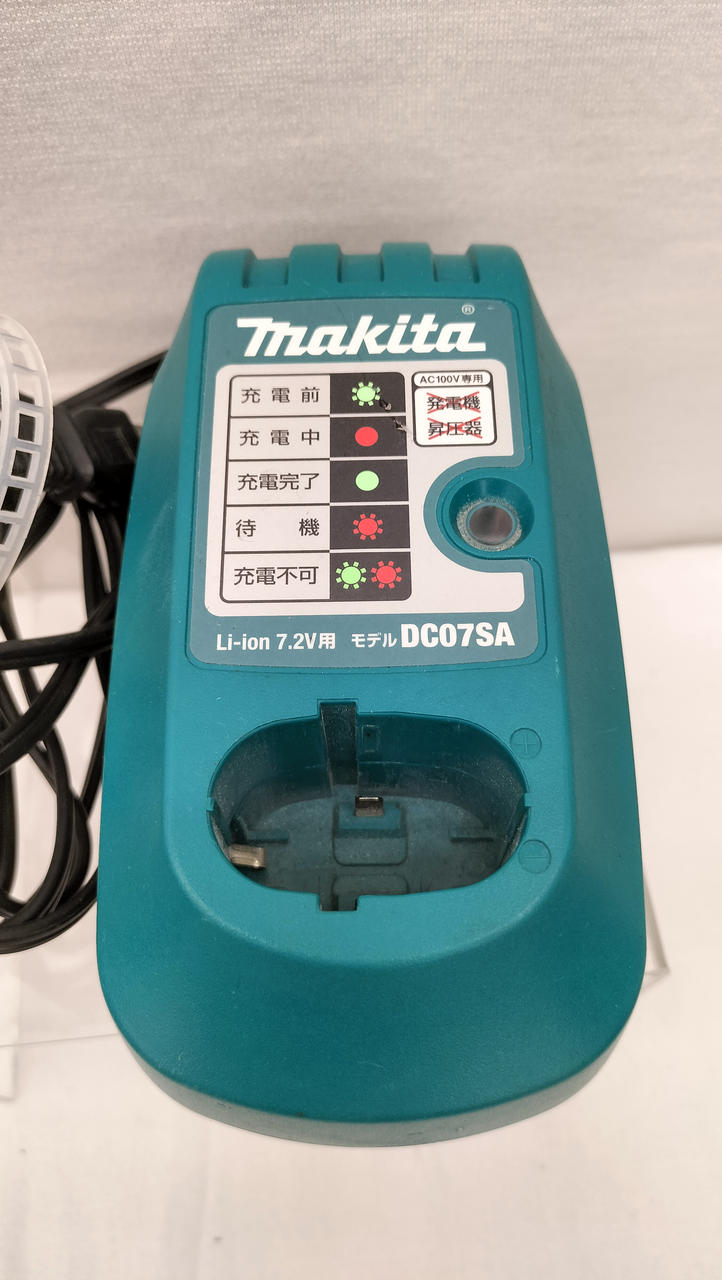 makita®
充電前
充電中
充電完了
待機
充電不可
AC100V専用
発電機
昇圧器
Li-ion 7.2V用 モデル DC07SA
+
−